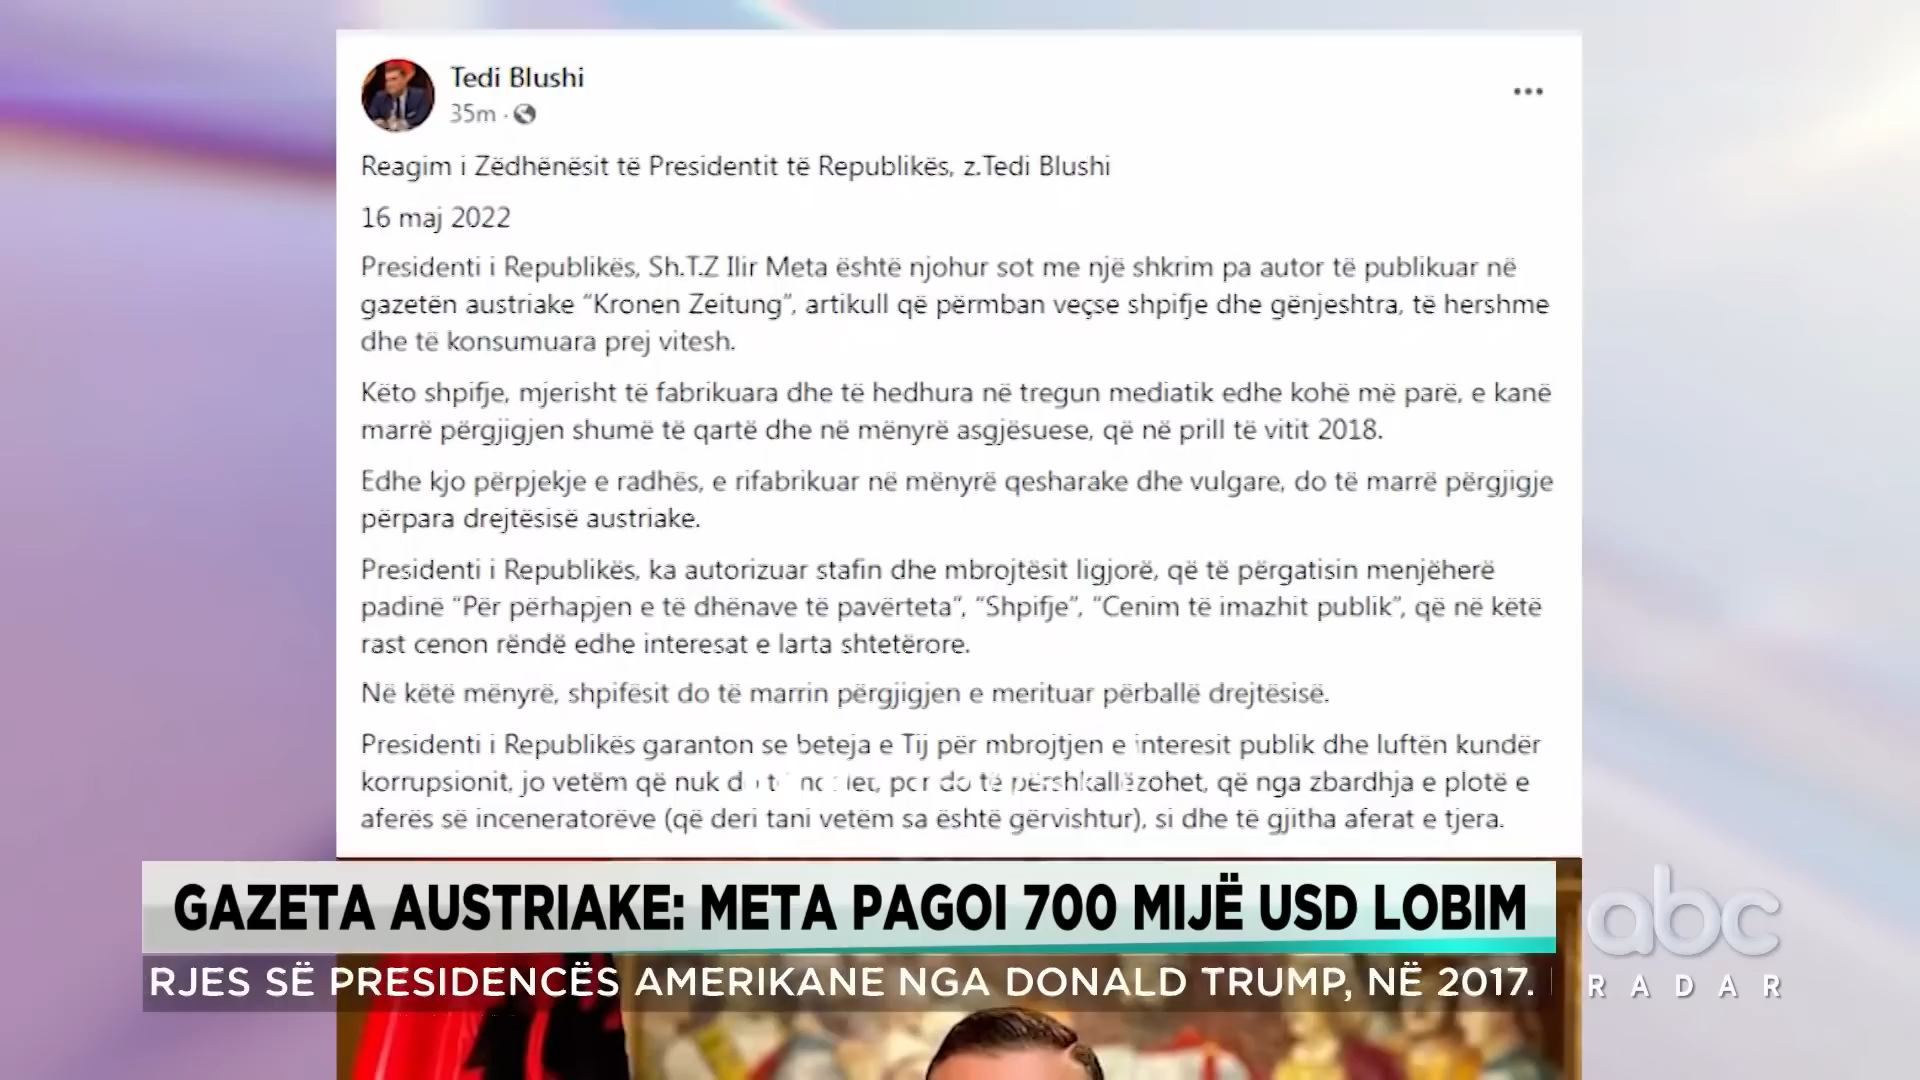 Tedi Blushi
35m ·
Reagim i Zëdhënësit të Presidentit të Republikës, z.Tedi Blushi
16 maj 2022
Presidenti i Republikës, Sh.T.Z Ilir Meta është njohur sot me një shkrim pa autor të publikuar në
gazetën austriake “Kronen Zeitung”, artikull që përmban veçse shpifje dhe gënjeshtra, të hershme
dhe të konsumuara prej vitesh.
Këto shpifje, mjerisht të fabrikuara dhe të hedhura në tregun mediatik edhe kohë më parë, e kanë
marrë përgjigjen shumë të qartë dhe në mënyrë asgjësuese, që në prill të vitit 2018.
Edhe kjo përpjekje e radhës, e rifabrikuar në mënyrë qesharake dhe vulgare, do të marrë përgjigje
përpara drejtësisë austriake.
Presidenti i Republikës, ka autorizuar stafin dhe mbrojtësit ligjorë, që të përgatisin menjëherë
padinë “Për përhapjen e të dhënave të pavërteta”, “Shpifje”, “Cenim të imazhit publik”, që në këtë
rast cenon rëndë edhe interesat e larta shtetërore.
Në këtë mënyrë, shpifësit do të marrin përgjigjen e merituar përballë drejtësisë.
Presidenti i Republikës garanton se beteja e Tij për mbrojtjen e interesit publik dhe luftën kundër
korrupsionit, jo vetëm që nuk do të por do të përshkallëzohet, që nga zbardhja e plotë e
aferës së inceneratorëve (që deri tani vetëm sa është gërvishtur), si dhe të gjitha aferat e tjera.
GAZETA AUSTRIAKE: META PAGOI 700 MIJË USD LOBIM
RJES SË PRESIDENCËS AMERIKANE NGA DONALD TRUMP, NË 2017.
abc
RADAR